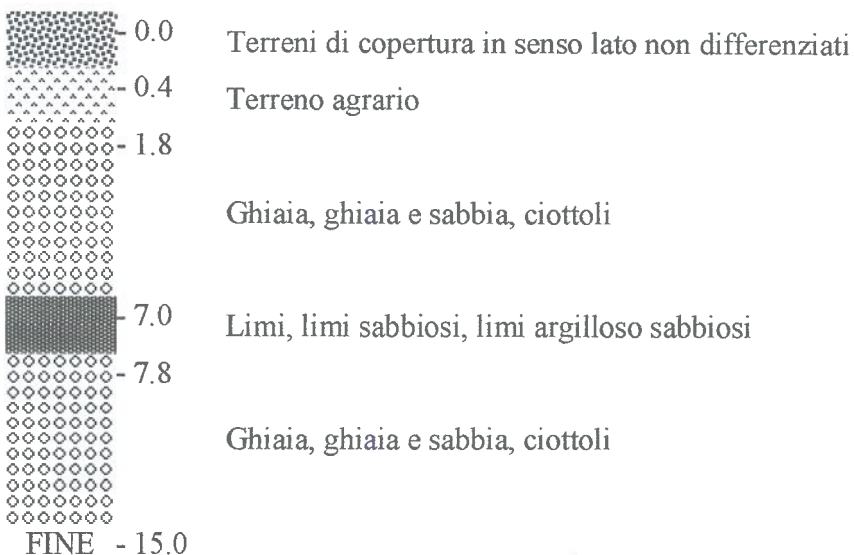 - 0.0 Terreni di copertura in senso lato non differenziati
- 0.4 Terreno agrario
- 1.8
Ghiaia, ghiaia e sabbia, ciottoli
- 7.0 Limi, limi sabbiosi, limi argilloso sabbiosi
- 7.8
Ghiaia, ghiaia e sabbia, ciottoli
FINE - 15.0